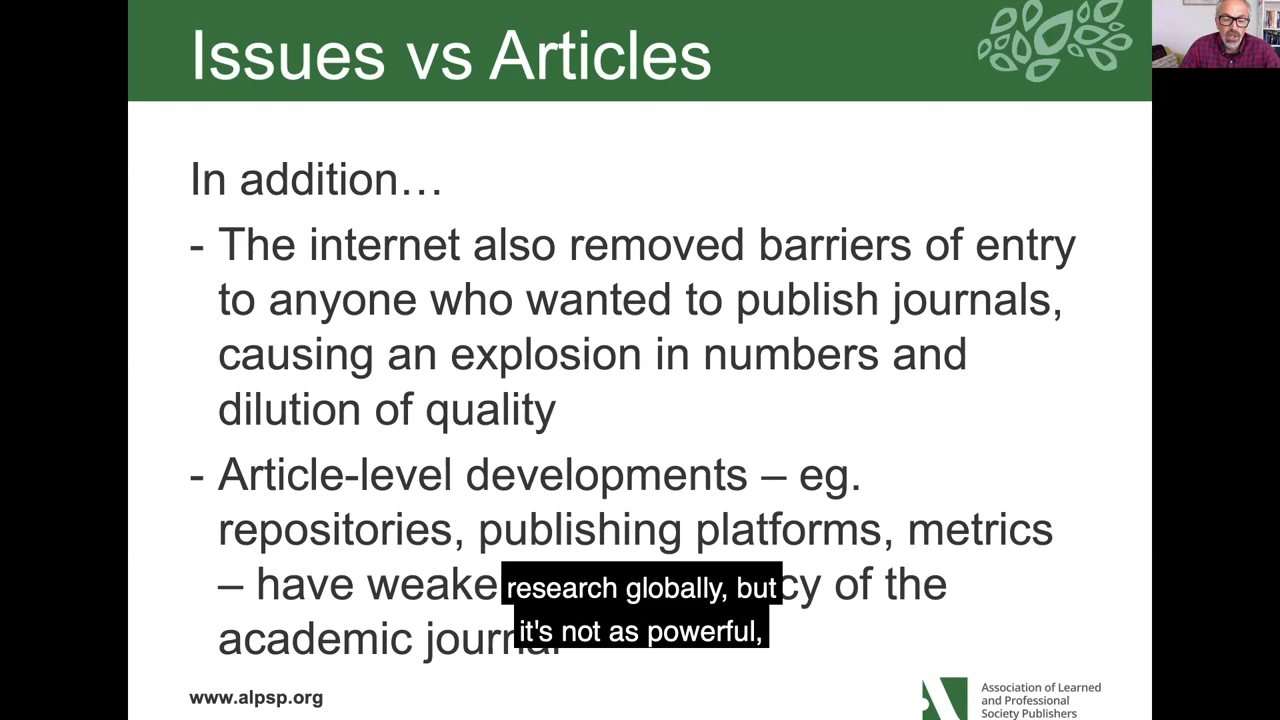 Issues vs Articles
In addition…
- The internet also removed barriers of entry
to anyone who wanted to publish journals,
causing an explosion in numbers and
dilution of quality
- Article-level developments – eg.
repositories, publishing platforms, metrics
– have weake cy of the
academic journal
research globally, but
it's not as powerful,
www.alpsp.org
Association of Learned
and Professional
Society Publishers